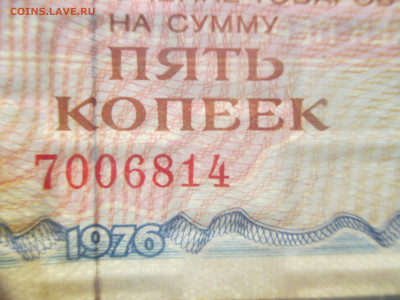 COINS.LAVE.RU
НА СУММУ
ПЯТЬ
КОПЕЕК
7006814
1976